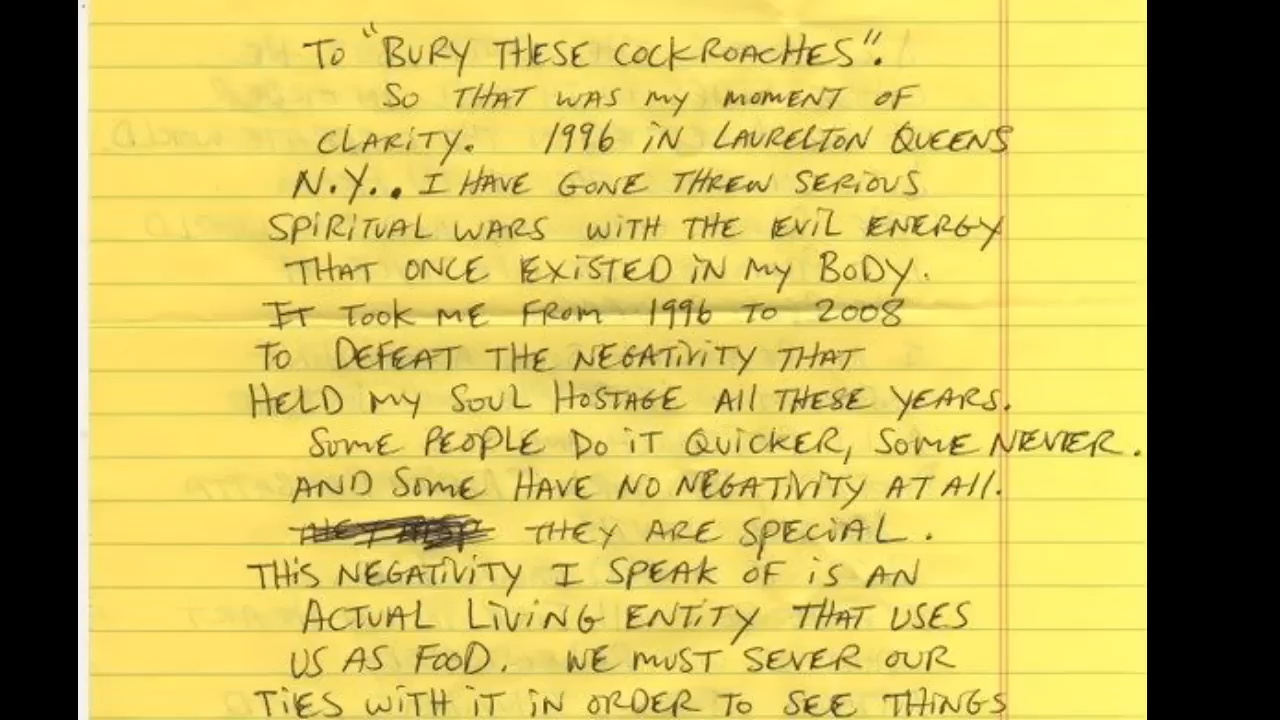 TO "BURY THESE COCKROACHES".
SO THAT WAS MY MOMENT OF
CLARITY. 1996 IN LAURELTON QUEENS
N.Y.. I HAVE GONE THREW SERIOUS
SPIRITUAL WARS WITH THE EVIL ENERGY
THAT ONCE EXISTED IN MY BODY.
IT TOOK ME FROM 1996 TO 2008
TO DEFEAT THE NEGATIVITY THAT
HELD MY SOUL HOSTAGE All THESE YEARS.
SOME PEOPLE DO IT QUICKER, SOME NEVER.
AND SOME HAVE NO NEGATIVITY AT All.
THEY ARE SPECIAL.
THIS NEGATIVITY I SPEAK OF IS AN
ACTUAL LIVING ENTITY THAT USES
US AS FOOD. WE MUST SEVER OUR
TIES WITH IT IN ORDER TO SEE THINGS